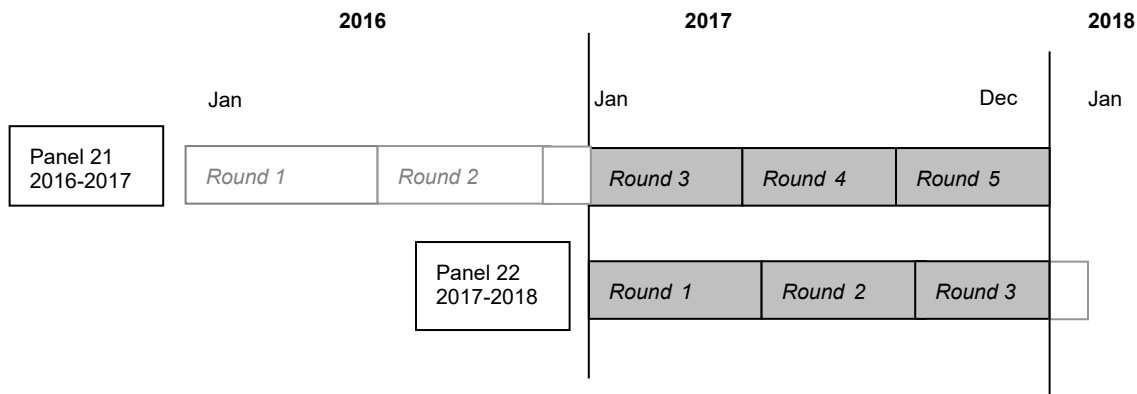 2016 2017 2018
Jan Jan Dec Jan
Panel 21
2016-2017
Round 1 Round 2 Round 3 Round 4 Round 5
Panel 22
2017-2018
Round 1 Round 2 Round 3